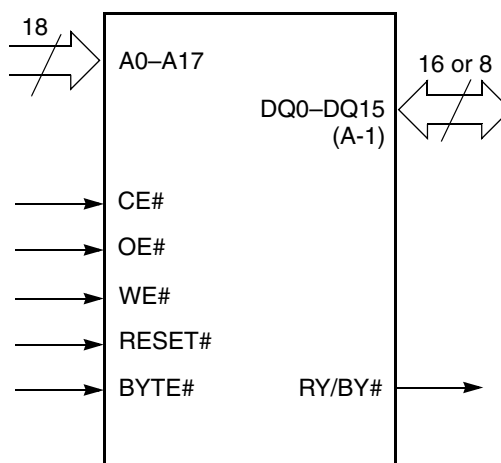 18
A0–A17
16 or 8
DQ0–DQ15
(A-1)
CE#
OE#
WE#
RESET#
BYTE#
RY/BY#